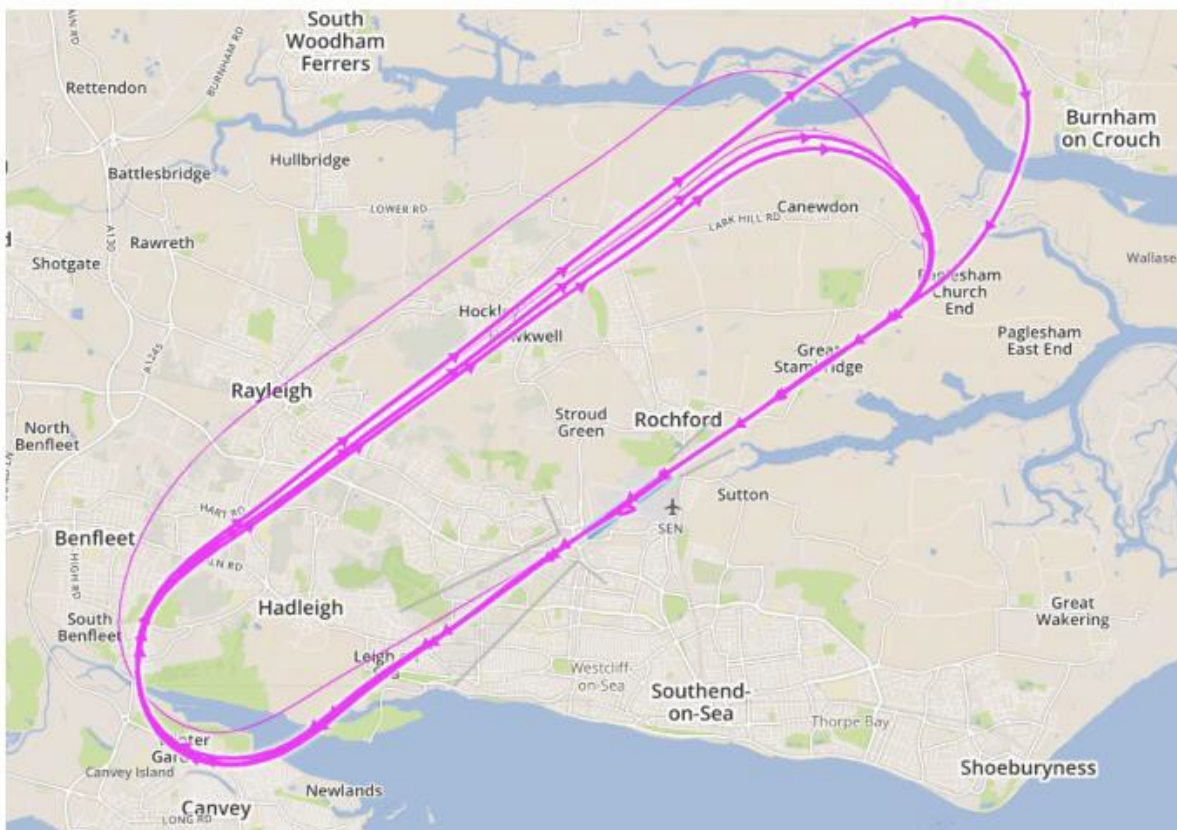 South
Woodham
Ferrers
BURNHAM RD
Rettendon
Burnham
on Crouch
Hullbridge
Battlesbridge
LOWER RD
A130
Canewdon
LARK HILL RD
Rawreth
Shotgate
Wallase
Church
End
Hockley
Paglesham
East End
A1245
Great
Stambridge
Rayleigh
Stroud
Green
Rochford
North
Benfleet
Sutton
HART RD
SEN
Benfleet
HIGH RD
LN RD
Hadleigh
Great
Wakering
South
Benfleet
Leigh
Westcliff
-on-Sea
Southend-
on-Sea
Thorpe Bay
Canvey Island
Shoeburyness
Newlands
Canvey
LONG RD